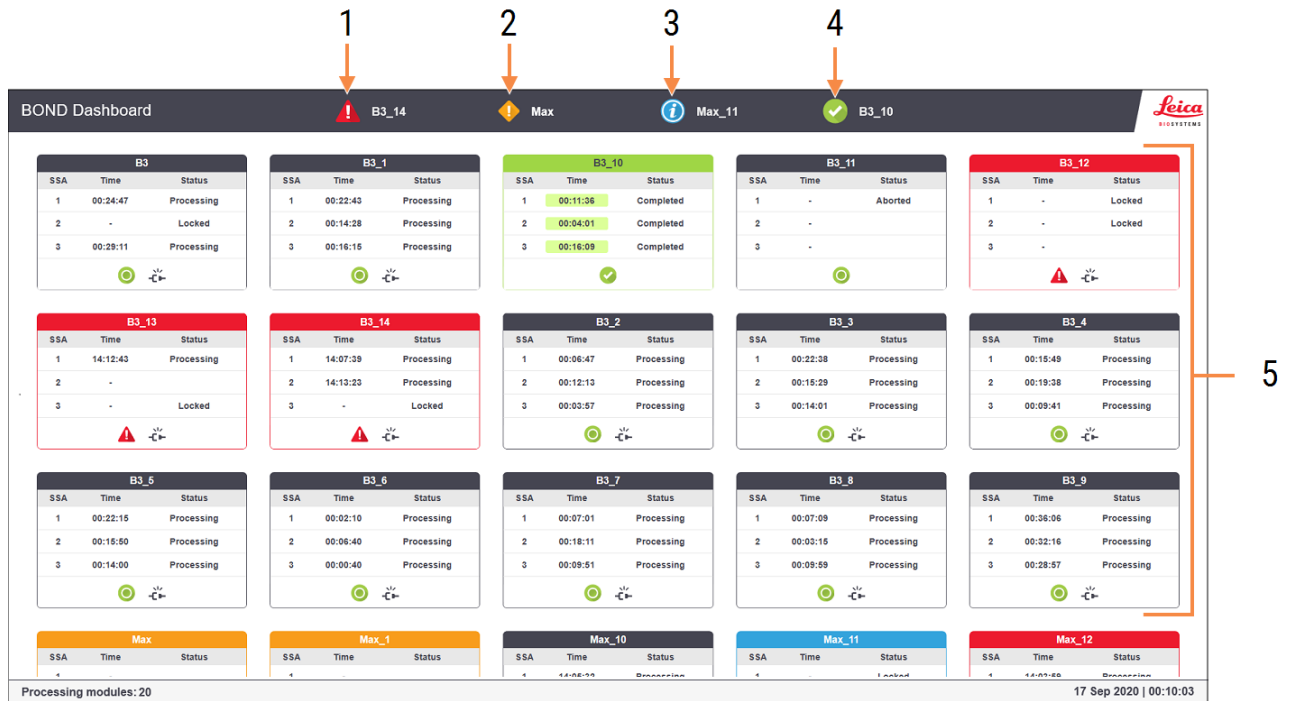 1 2 3 4
BOND Dashboard B3_14 Max Max_11 B3_10 Leica BIOSYSTEMS
B3 B3_1 B3_10 B3_11 B3_12
SSA Time Status SSA Time Status SSA Time Status SSA Time Status SSA Time Status
1 00:24:47 Processing 1 00:22:43 Processing 1 00:11:36 Completed 1 - Aborted 1 - Locked
2 - Locked 2 00:14:28 Processing 2 00:04:01 Completed 2 - 2 - Locked
3 00:29:11 Processing 3 00:16:15 Processing 3 00:16:09 Completed 3 - 3 -
B3_13 B3_14 B3_2 B3_3 B3_4
SSA Time Status SSA Time Status SSA Time Status SSA Time Status SSA Time Status
1 14:12:43 Processing 1 14:07:39 Processing 1 00:06:47 Processing 1 00:22:38 Processing 1 00:15:49 Processing
5
2 - 2 14:13:23 Processing 2 00:12:13 Processing 2 00:15:29 Processing 2 00:19:38 Processing
3 - Locked 3 - Locked 3 00:03:57 Processing 3 00:14:01 Processing 3 00:09:41 Processing
B3_5 B3_6 B3_7 B3_8 B3_9
SSA Time Status SSA Time Status SSA Time Status SSA Time Status SSA Time Status
1 00:22:15 Processing 1 00:02:10 Processing 1 00:07:01 Processing 1 00:07:09 Processing 1 00:36:06 Processing
2 00:15:50 Processing 2 00:06:40 Processing 2 00:18:11 Processing 2 00:03:15 Processing 2 00:32:16 Processing
3 00:14:00 Processing 3 00:00:40 Processing 3 00:09:51 Processing 3 00:09:59 Processing 3 00:28:57 Processing
Max Max_1 Max_10 Max_11 Max_12
SSA Time Status SSA Time Status SSA Time Status SSA Time Status SSA Time Status
Processing modules: 20 17 Sep 2020 | 00:10:03